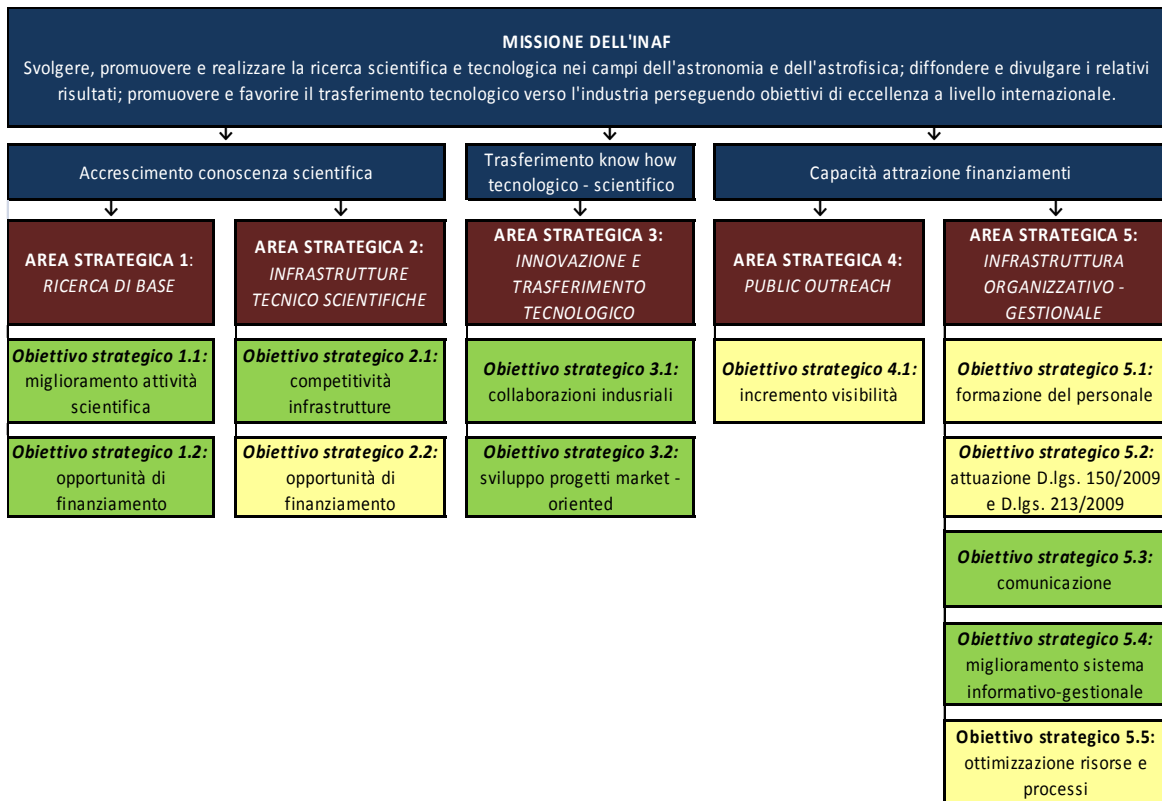 MISSIONE DELL'INAF
Svolgere, promuovere e realizzare la ricerca scientifica e tecnologica nei campi dell'astronomia e dell'astrofisica; diffondere e divulgare i relativi
risultati; promuovere e favorire il trasferimento tecnologico verso l'industria perseguendo obiettivi di eccellenza a livello internazionale.
Accrescimento conoscenza scientifica
Trasferimento know how
tecnologico - scientifico
Capacità attrazione finanziamenti
AREA STRATEGICA 1:
RICERCA DI BASE
AREA STRATEGICA 2:
INFRASTRUTTURE
TECNICO SCIENTIFICHE
AREA STRATEGICA 3:
INNOVAZIONE E
TRASFERIMENTO
TECNOLOGICO
AREA STRATEGICA 4:
PUBLIC OUTREACH
AREA STRATEGICA 5:
INFRASTRUTTURA
ORGANIZZATIVO -
GESTIONALE
Obiettivo strategico 1.1:
miglioramento attività
scientifica
Obiettivo strategico 2.1:
competitività
infrastrutture
Obiettivo strategico 3.1:
collaborazioni indusriali
Obiettivo strategico 4.1:
incremento visibilità
Obiettivo strategico 5.1:
formazione del personale
Obiettivo strategico 1.2:
opportunità di
finanziamento
Obiettivo strategico 2.2:
opportunità di
finanziamento
Obiettivo strategico 3.2:
sviluppo progetti market -
oriented
Obiettivo strategico 5.2:
attuazione D.lgs. 150/2009
e D.lgs. 213/2009
Obiettivo strategico 5.3:
comunicazione
Obiettivo strategico 5.4:
miglioramento sistema
informativo-gestionale
Obiettivo strategico 5.5:
ottimizzazione risorse e
processi